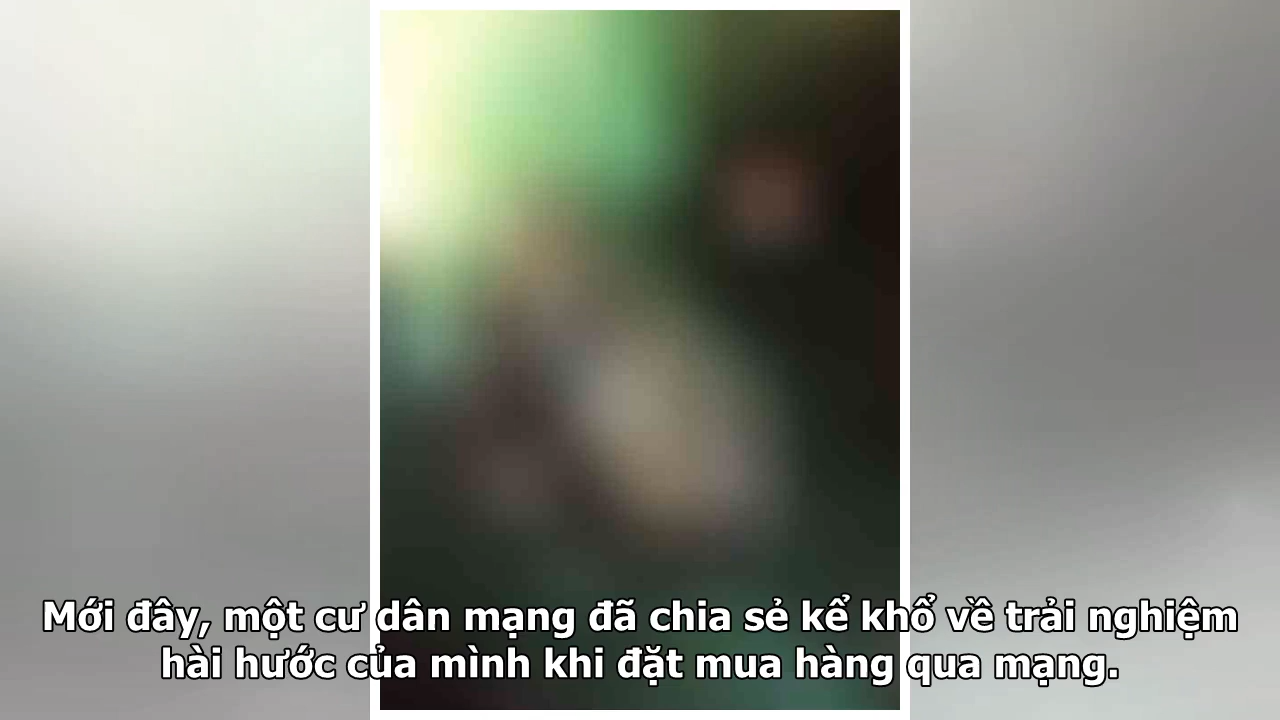 Mới đây, một cư dân mạng đã chia sẻ kể khổ về trải nghiệm
hài hước của mình khi đặt mua hàng qua mạng.